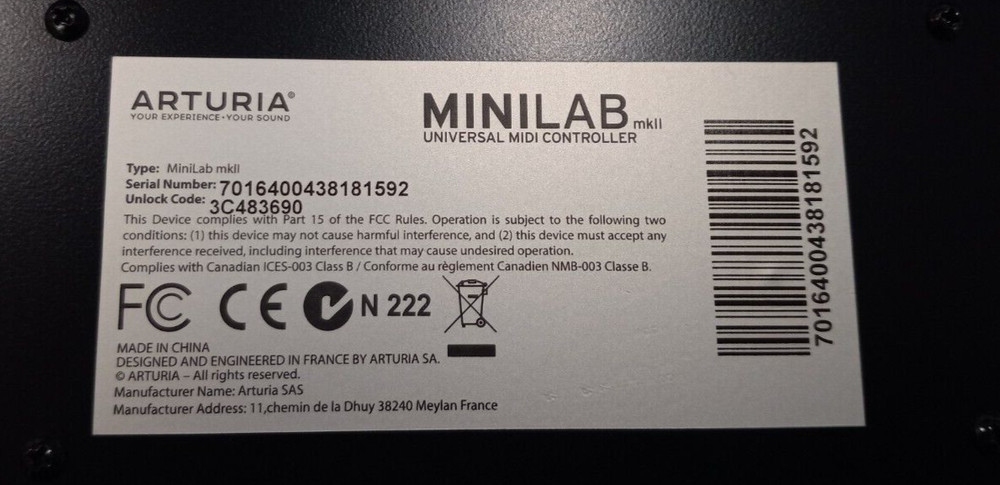 ARTURIA®
YOUR EXPERIENCE • YOUR SOUND
MINILAB mkII
UNIVERSAL MIDI CONTROLLER
Type: MiniLab mkII
Serial Number: 7016400438181592
Unlock Code: 3C483690
This Device complies with Part 15 of the FCC Rules. Operation is subject to the following two
conditions: (1) this device may not cause harmful interference, and (2) this device must accept any
interference received, including interference that may cause undesired operation.
Complies with Canadian ICES-003 Class B / Conforme au règlement Canadien NMB-003 Classe B.
FC CE N 222
MADE IN CHINA
DESIGNED AND ENGINEERED IN FRANCE BY ARTURIA SA.
© ARTURIA – All rights reserved.
Manufacturer Name: Arturia SAS
Manufacturer Address: 11,chemin de la Dhuy 38240 Meylan France
7016400438181592